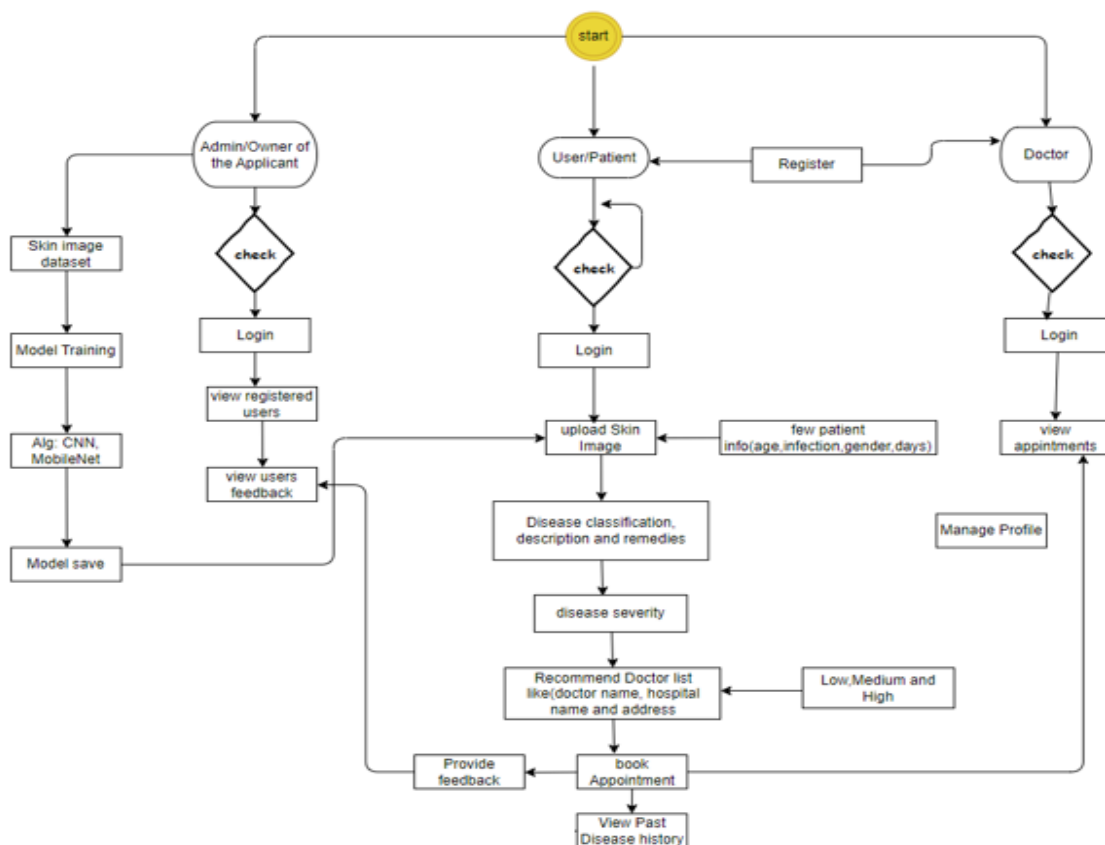 start
Admin/Owner of
the Applicant
User/Patient
Register
Doctor
Skin image
dataset
check
check
check
Model Training
Login
Login
Login
view registered
users
Alg: CNN,
MobileNet
upload Skin
Image
few patient
info(age,infection,gender,days)
view
appintments
view users
feedback
Disease classification,
description and remedies
Manage Profile
Model save
disease severity
Recommend Doctor list
like(doctor name, hospital
name and address
Low,Medium and
High
Provide
feedback
book
Appointment
View Past
Disease history